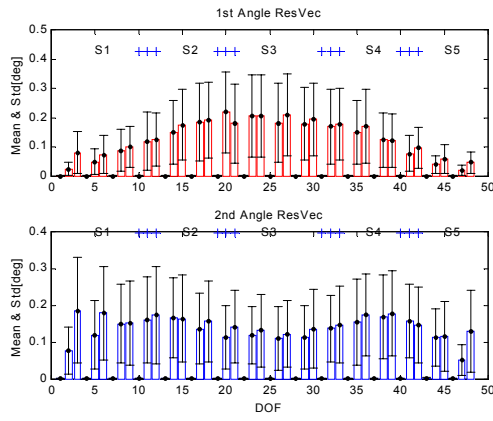 1st Angle ResVec
0.5
0.4
0.3
0.2
0.1
0
Mean & Std[deg]
S1 S2 S3 S4 S5
0 5 10 15 20 25 30 35 40 45 50
2nd Angle ResVec
0.4
0.3
0.2
0.1
0
Mean & Std[deg]
S1 S2 S3 S4 S5
0 5 10 15 20 25 30 35 40 45 50
DOF